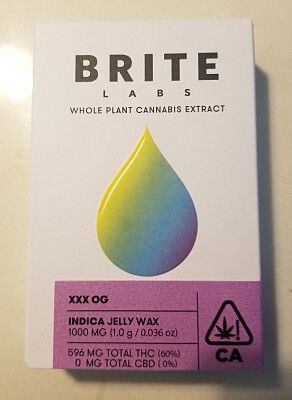 BRITE
LABS
WHOLE PLANT CANNABIS EXTRACT
XXX OG
INDICA JELLY WAX
1000 MG (1.0 g / 0.036 oz)
596 MG TOTAL THC (60%)
0 MG TOTAL CBD ( 0%)
!
CA